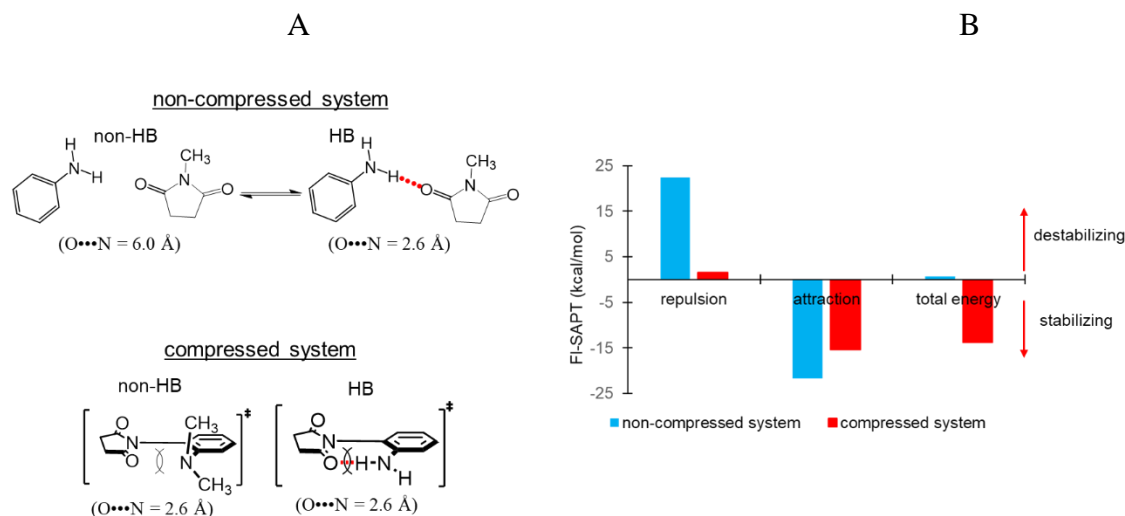 A
B
non-compressed system
non-HB
HB
H
N
H
CH₃
O
N
O
H
N
H
CH₃
O
N
O
(O•••N = 6.0 Å)
(O•••N = 2.6 Å)
compressed system
non-HB
HB
CH₃
‡
O
N
O
N
CH₃
‡
O
N
O
H
N
H
(O•••N = 2.6 Å)
(O•••N = 2.6 Å)
FI-SAPT (kcal/mol)
25
15
5
-5
-15
-25
repulsion
attraction
total energy
destabilizing
stabilizing
non-compressed system
compressed system